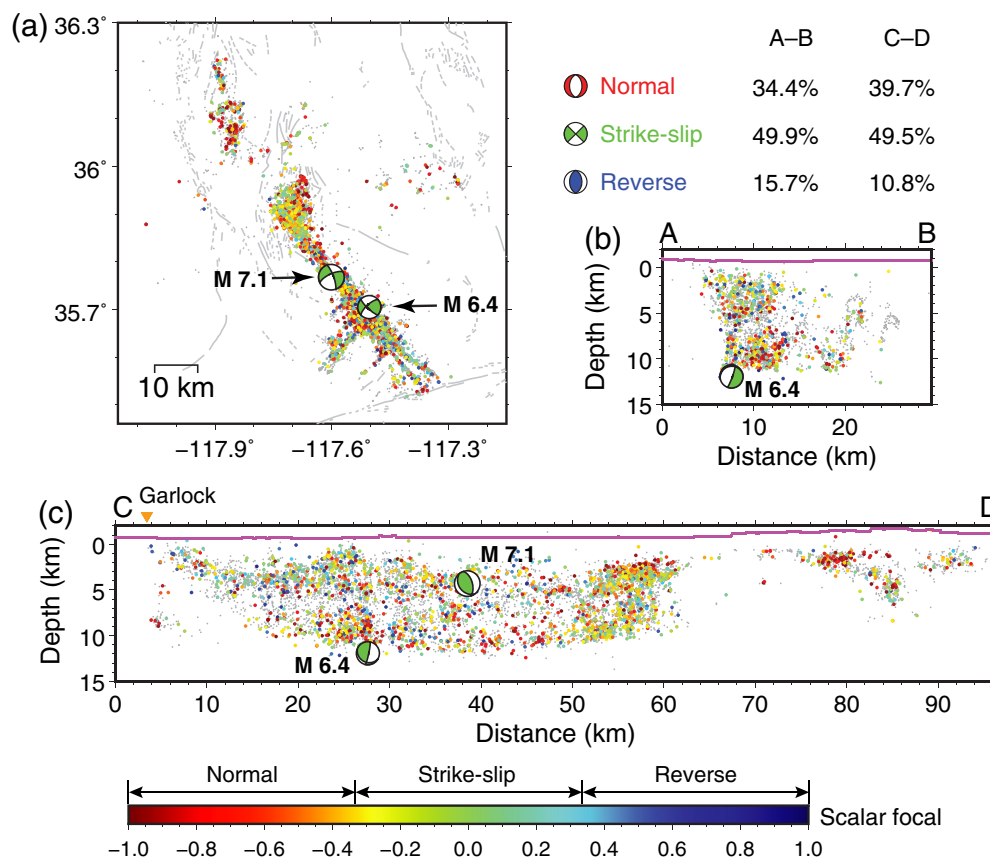 (a)
36.3°
36°
35.7°
M 7.1
M 6.4
10 km
−117.9° −117.6° −117.3°
A–B C–D
Normal 34.4% 39.7%
Strike-slip 49.9% 49.5%
Reverse 15.7% 10.8%
(b)
A B
Depth (km)
0
5
10
15
M 6.4
0 10 20
Distance (km)
(c)
C Garlock D
Depth (km)
0
5
10
15
M 7.1
M 6.4
0 10 20 30 40 50 60 70 80 90
Distance (km)
Normal Strike-slip Reverse
Scalar focal
−1.0 −0.8 −0.6 −0.4 −0.2 0.0 0.2 0.4 0.6 0.8 1.0